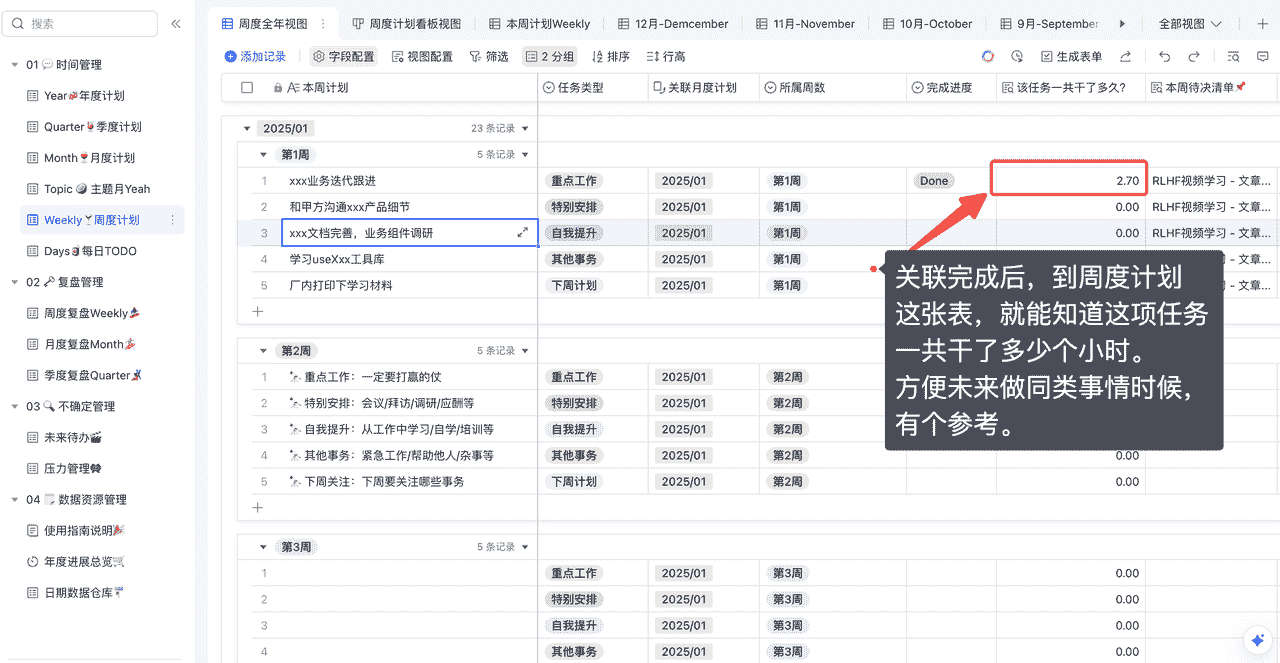 搜索
01 时间管理
Year年度计划
Quarter季度计划
Month月度计划
Topic 主题月Yeah
Weekly周度计划
Days每日TODO
02 复盘管理
周度复盘Weekly
月度复盘Month
季度复盘Quarter
03 不确定管理
未来待办
压力管理
04 数据资源管理
使用指南说明
年度进展总览
日期数据仓库
周度全年视图 周度计划看板视图 本周计划Weekly 12月-Demcember 11月-November 10月-October 9月-September 全部视图
添加记录 字段配置 视图配置 筛选 2 分组 排序 行高 生成表单
本周计划 任务类型 关联月度计划 所属周数 完成进度 该任务一共干了多久? 本周待决清单
2025/01 23 条记录
第1周 5 条记录
1 xxx业务迭代跟进 重点工作 2025/01 第1周 Done 2.70 RLHF视频学习 - 文章...
2 和甲方沟通xxx产品细节 特别安排 2025/01 第1周 0.00 RLHF视频学习 - 文章...
3 xxx文档完善，业务组件调研 自我提升 2025/01 第1周 0.00 RLHF视频学习 - 文章...
4 学习useXxx工具库 其他事务 2025/01 第1周 - 文章...
5 厂内打印下学习材料 下周计划 2025/01 第1周 - 文章...
关联完成后，到周度计划
这张表，就能知道这项任务
一共干了多少个小时。
方便未来做同类事情时候，
有个参考。
第2周 5 条记录
1 重点工作：一定要打赢的仗 重点工作 2025/01 第2周
2 特别安排：会议/拜访/调研/应酬等 特别安排 2025/01 第2周
3 自我提升：从工作中学习/自学/培训等 自我提升 2025/01 第2周
4 其他事务：紧急工作/帮助他人/杂事等 其他事务 2025/01 第2周 0.00
5 下周关注：下周要关注哪些事务 下周计划 2025/01 第2周 0.00
第3周 5 条记录
1 重点工作 2025/01 第3周 0.00
2 特别安排 2025/01 第3周 0.00
3 自我提升 2025/01 第3周 0.00
4 其他事务 2025/01 第3周 0.00